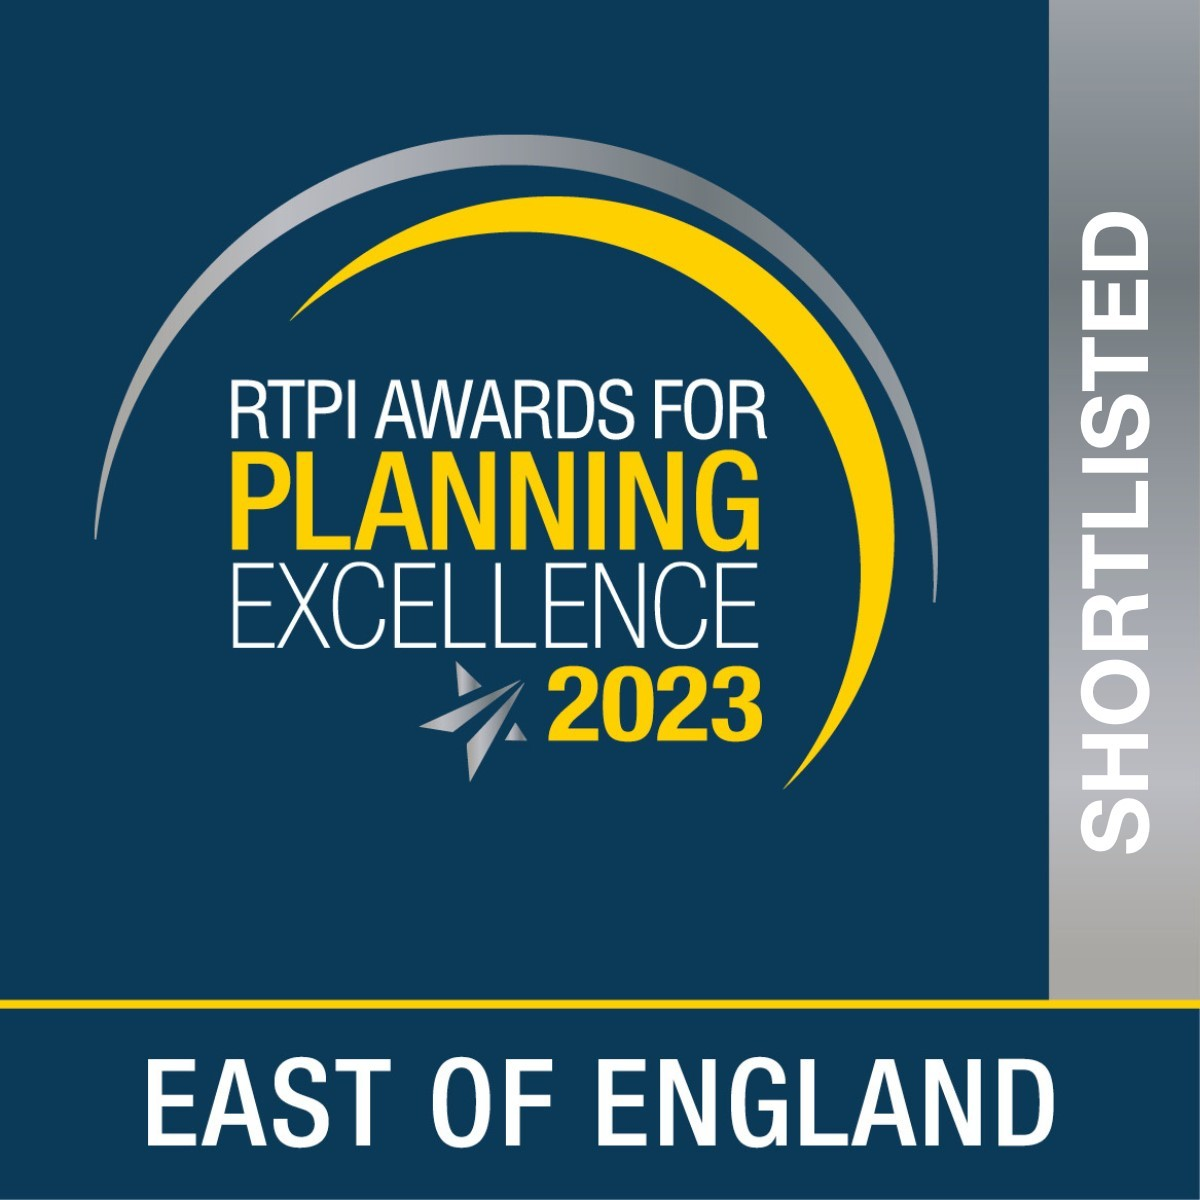 RTPI AWARDS FOR
PLANNING
EXCELLENCE
2023
SHORTLISTED
EAST OF ENGLAND